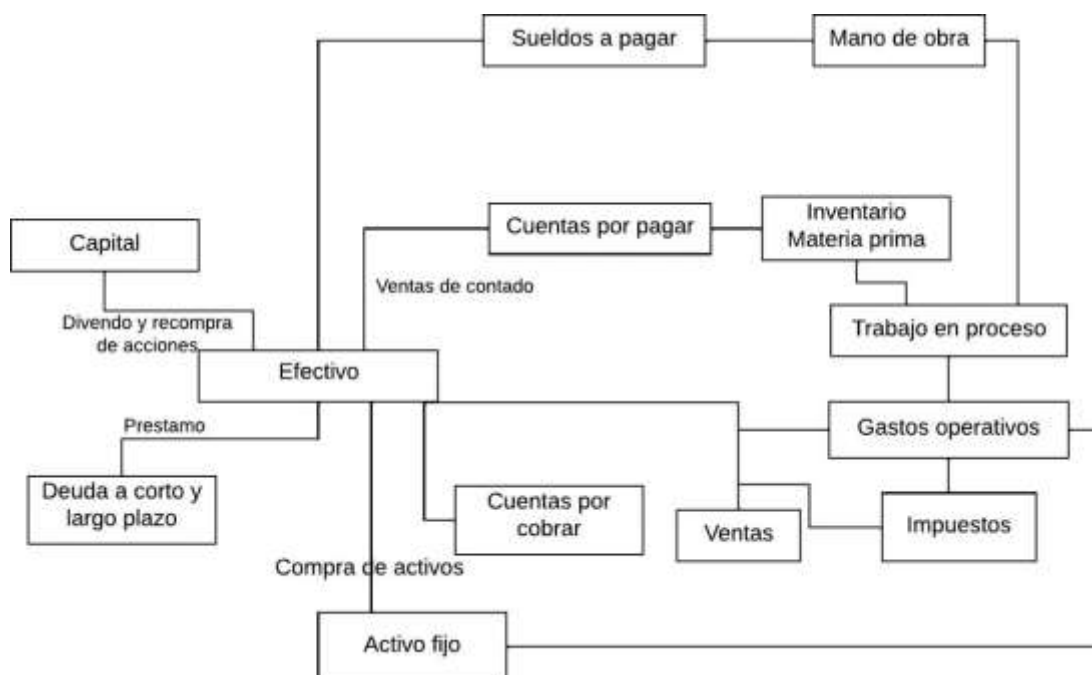 Sueldos a pagar
Mano de obra
Cuentas por pagar
Inventario
Materia prima
Capital
Ventas de contado
Divendo y recompra
de acciones
Trabajo en proceso
Efectivo
Prestamo
Gastos operativos
Deuda a corto y
largo plazo
Cuentas por
cobrar
Ventas
Impuestos
Compra de activos
Activo fijo